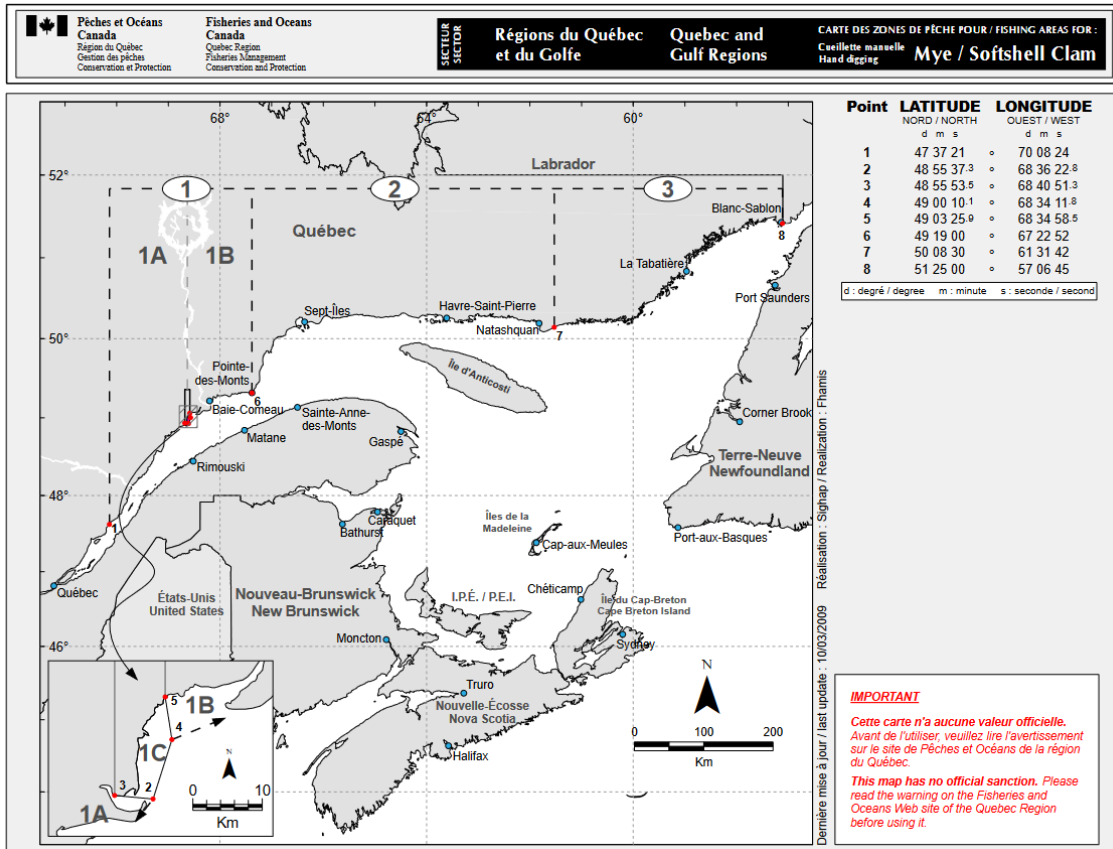 Pêches et Océans
Canada
Région du Québec
Gestion des pêches
Conservation et Protection
Fisheries and Oceans
Canada
Quebec Region
Fisheries Management
Conservation and Protection
SECTEUR
SECTOR
Régions du Québec
et du Golfe
Quebec and
Gulf Regions
CARTE DES ZONES DE PÊCHE POUR / FISHING AREAS FOR :
Cueillette manuelle
Hand digging
Mye / Softshell Clam
68°
64°
60°
52°
50°
48°
46°
Labrador
1
2
3
1A
1B
Québec
Blanc-Sablon
8
La Tabatière
Port Saunders
Sept-Îles
Havre-Saint-Pierre
Natashquan
7
Pointe-
des-Monts
6
Île d'Anticosti
Baie-Comeau
Sainte-Anne-
des-Monts
Matane
Gaspé
Rimouski
Corner Brook
Terre-Neuve
Newfoundland
1
Îles de la
Madeleine
Caraquet
Bathurst
Cap-aux-Meules
Port-aux-Basques
Québec
États-Unis
United States
Nouveau-Brunswick
New Brunswick
I.P.É. / P.E.I.
Chéticamp
Île du Cap-Breton
Cape Breton Island
Moncton
Sydney
Truro
Nouvelle-Écosse
Nova Scotia
Halifax
N
0 100 200
Km
5
1B
4
1C
N
3
2
1A
0 10
Km
Point LATITUDE LONGITUDE
NORD / NORTH OUEST / WEST
d m s d m s
1 47 37 21 ° 70 08 24
2 48 55 37.3 ° 68 36 22.8
3 48 55 53.5 ° 68 40 51.3
4 49 00 10.1 ° 68 34 11.8
5 49 03 25.9 ° 68 34 58.5
6 49 19 00 ° 67 22 52
7 50 08 30 ° 61 31 42
8 51 25 00 ° 57 06 45
d : degré / degree m : minute s : seconde / second
Dernière mise à jour / last update : 10/03/2009 Réalisation : Sighap / Realization : Fhamis
IMPORTANT
Cette carte n'a aucune valeur officielle.
Avant de l'utiliser, veuillez lire l'avertissement
sur le site de Pêches et Océans de la région
du Québec.
This map has no official sanction. Please
read the warning on the Fisheries and
Oceans Web site of the Quebec Region
before using it.